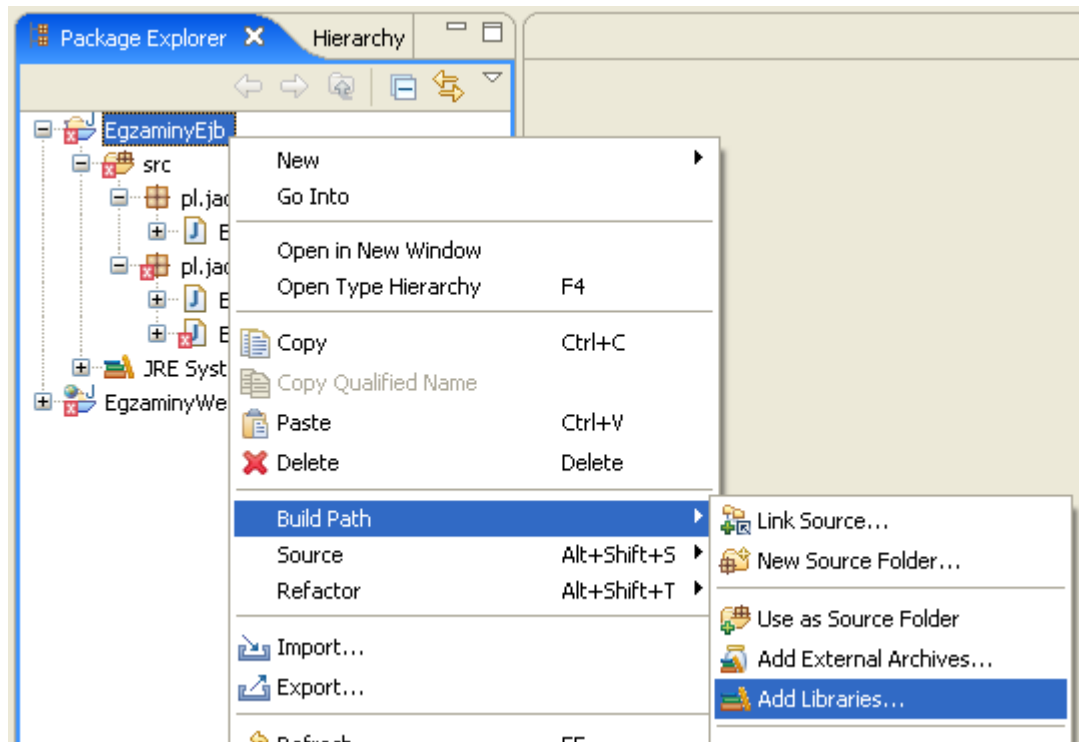 Package Explorer Hierarchy
EgzaminyEjb
src
pl.jac
E
pl.jac
E
E
JRE Syst
EgzaminyWe
New
Go Into
Open in New Window
Open Type Hierarchy F4
Copy Ctrl+C
Copy Qualified Name
Paste Ctrl+V
Delete Delete
Build Path
Source Alt+Shift+S
Refactor Alt+Shift+T
Import...
Export...
Refresh F5
Link Source...
New Source Folder...
Use as Source Folder
Add External Archives...
Add Libraries...